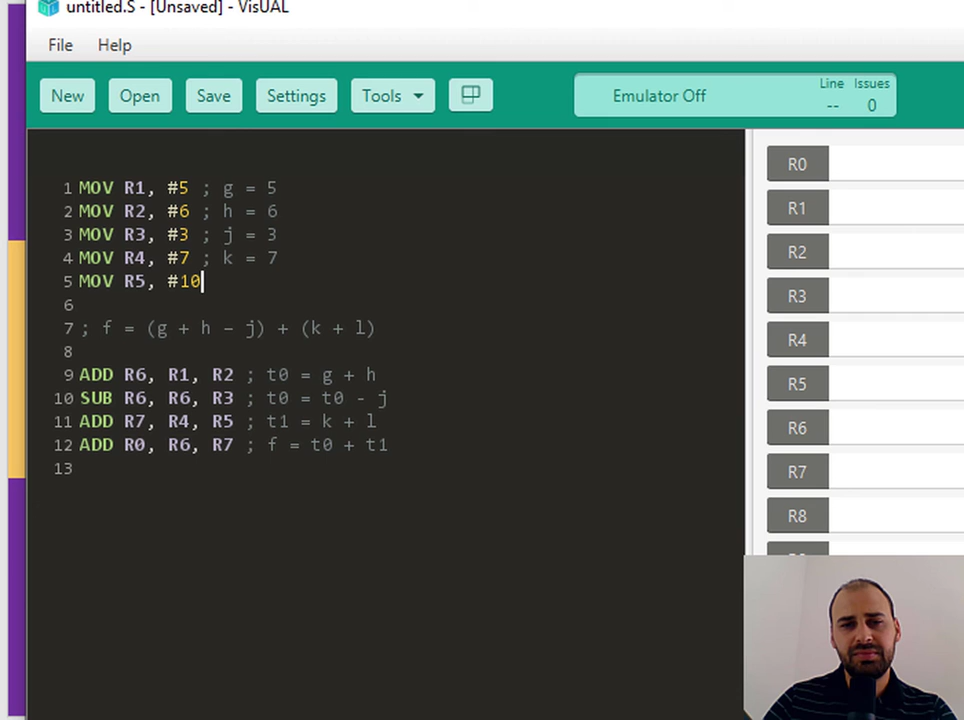 untitled.S - [Unsaved] - VisUAL
File Help
New Open Save Settings Tools Emulator Off Line Issues
-- 0
1 MOV R1, #5 ; g = 5
2 MOV R2, #6 ; h = 6
3 MOV R3, #3 ; j = 3
4 MOV R4, #7 ; k = 7
5 MOV R5, #10
6
7 ; f = (g + h - j) + (k + l)
8
9 ADD R6, R1, R2 ; t0 = g + h
10 SUB R6, R6, R3 ; t0 = t0 - j
11 ADD R7, R4, R5 ; t1 = k + l
12 ADD R0, R6, R7 ; f = t0 + t1
13
R0
R1
R2
R3
R4
R5
R6
R7
R8